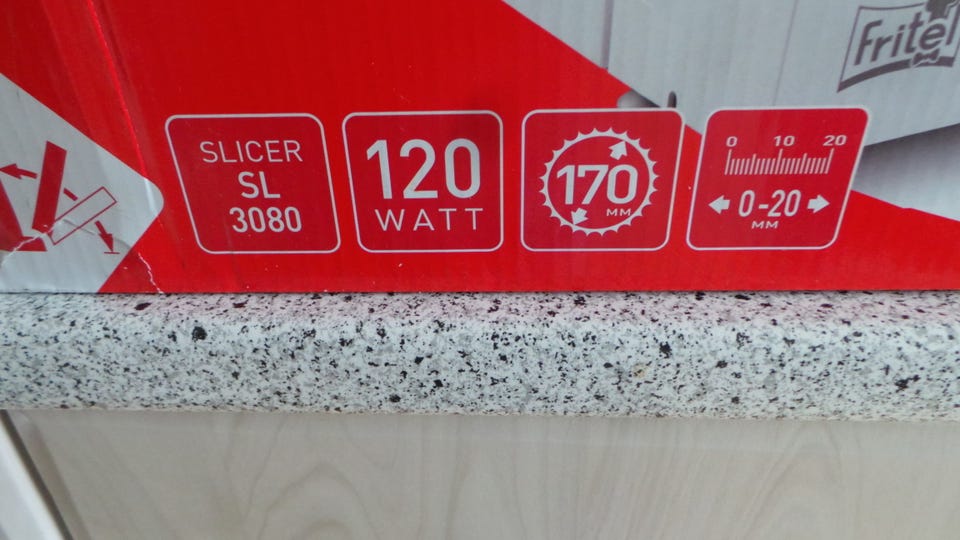 Fritel
SLICER
SL
3080
120
WATT
170
MM
0 10 20
0-20
MM